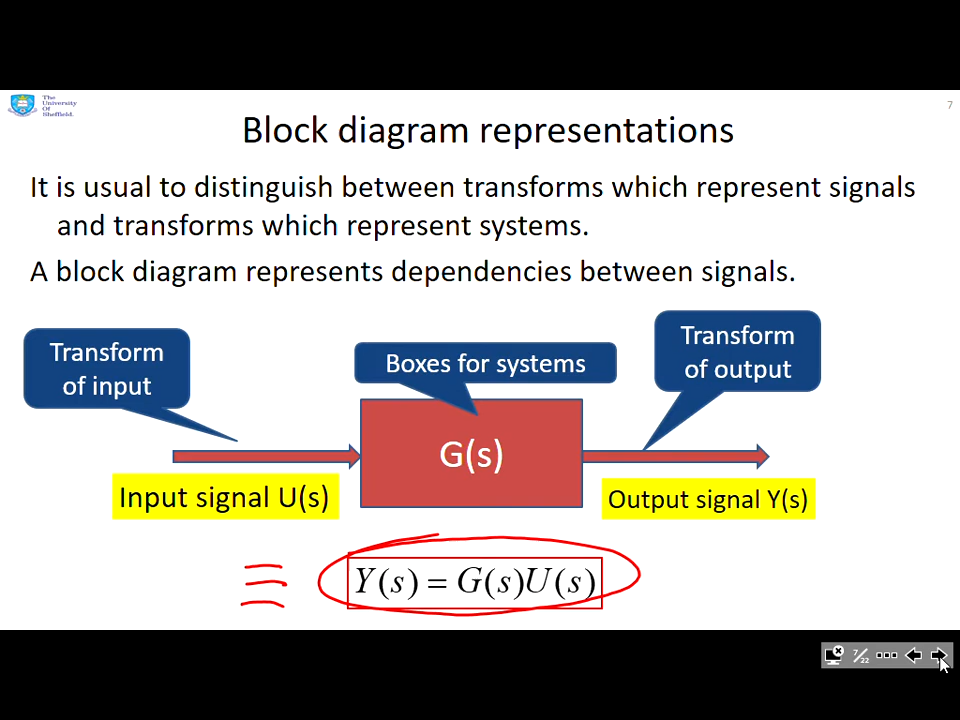 The
University
Of
Sheffield.
7
Block diagram representations
It is usual to distinguish between transforms which represent signals
and transforms which represent systems.
A block diagram represents dependencies between signals.
Transform
of input
Boxes for systems
Transform
of output
G(s)
Input signal U(s)
Output signal Y(s)
≡
Y(s) = G(s)U(s)
7/22